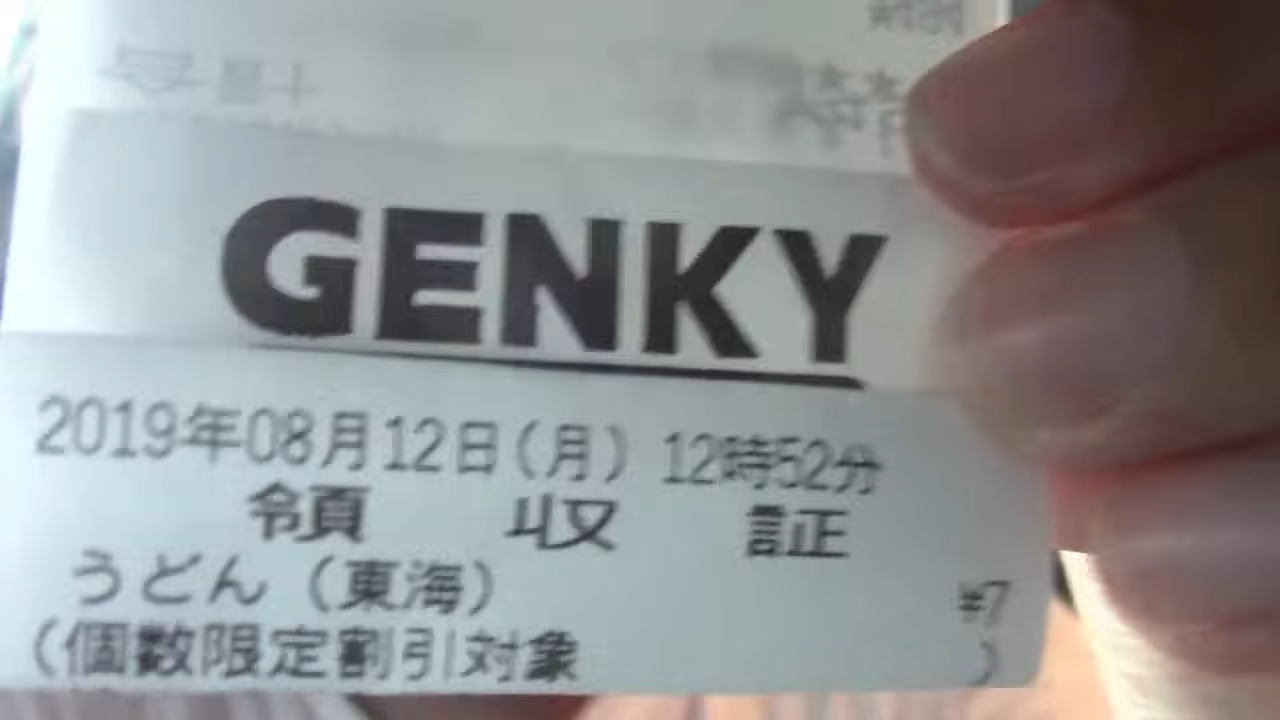 GENKY
2019年08月12日(月) 12時52分
領 収 証
うどん(東海) ¥7
(個数限定割引対象 )